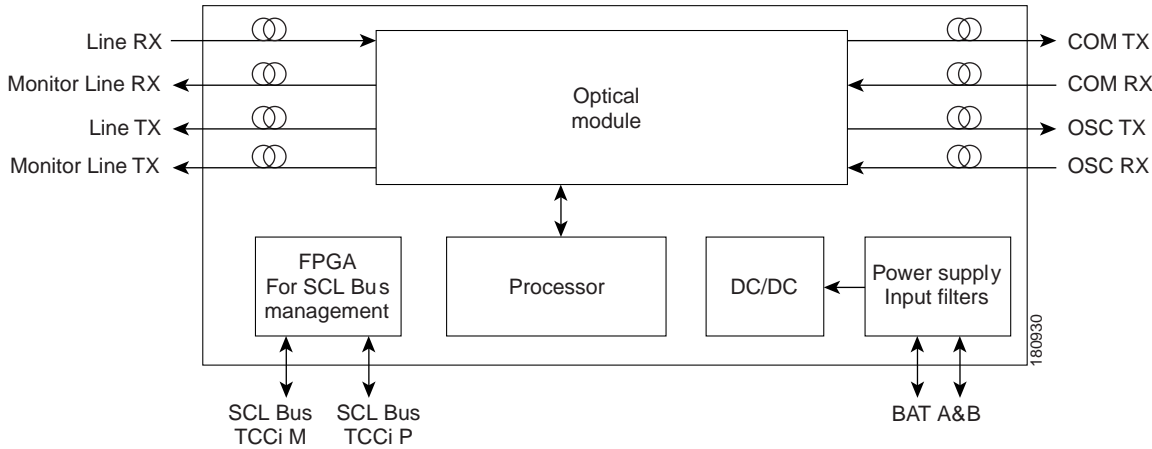 Line RX
Monitor Line RX
Line TX
Monitor Line TX
Optical
module
COM TX
COM RX
OSC TX
OSC RX
FPGA
For SCL Bus
management
Processor
DC/DC
Power supply
Input filters
180930
SCL Bus
TCCi M
SCL Bus
TCCi P
BAT A&B